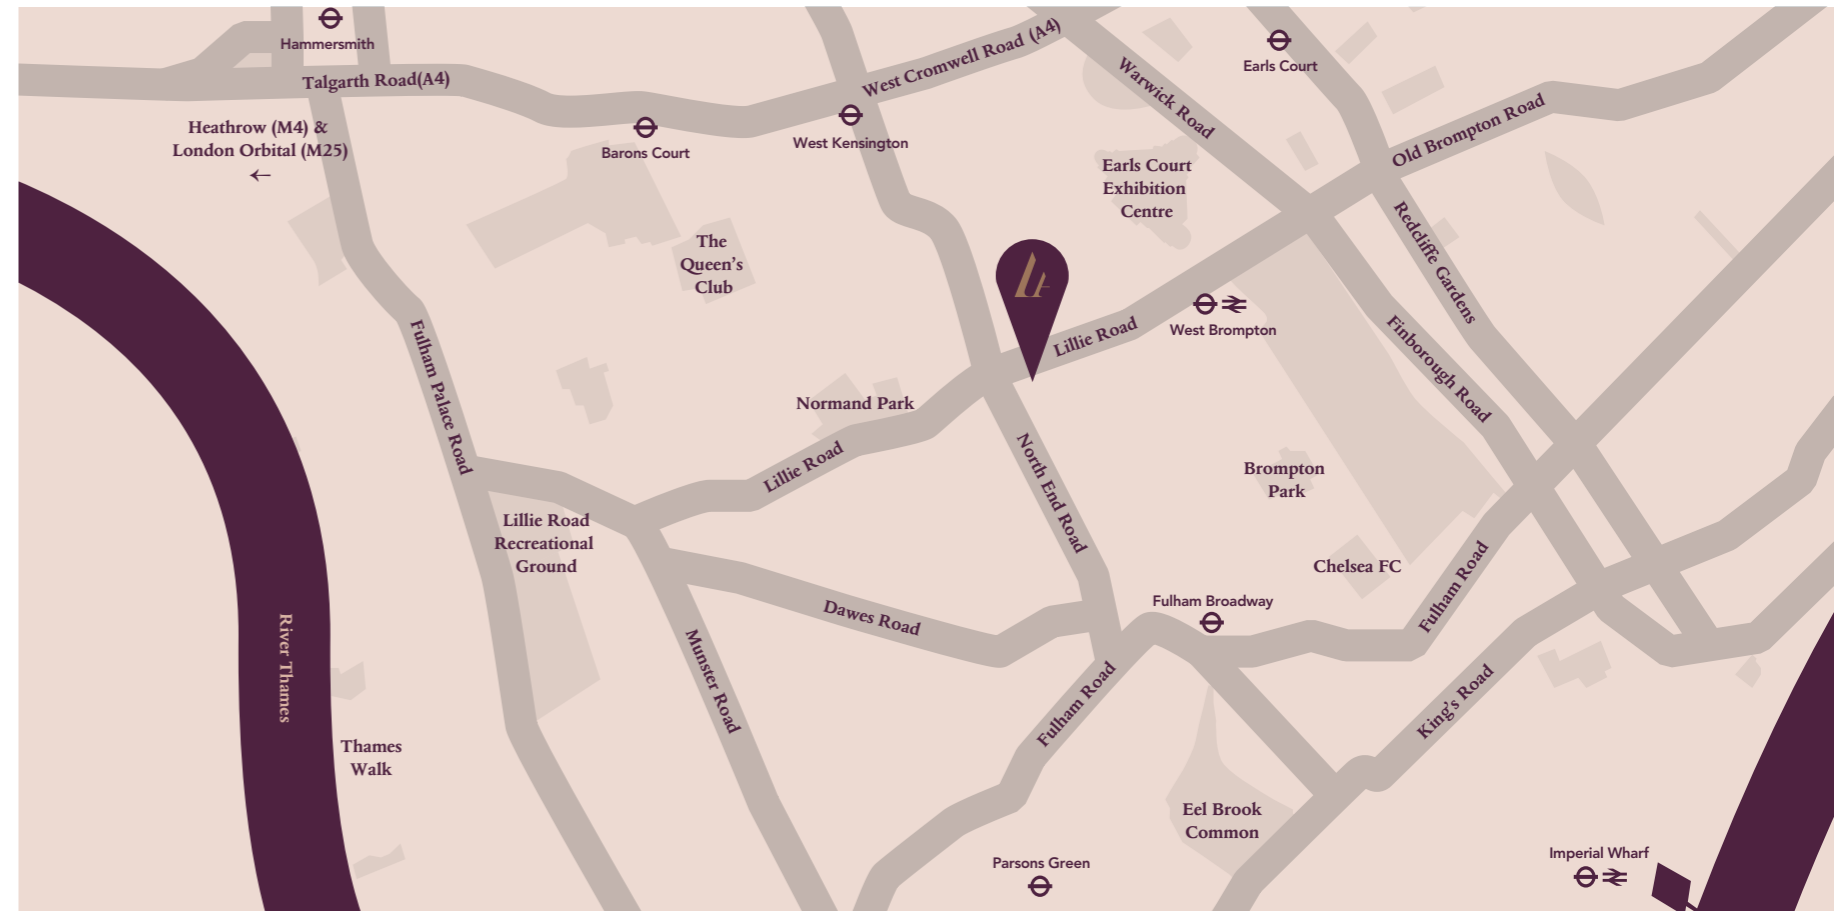 Hammersmith
Talgarth Road(A4)
West Cromwell Road (A4)
Earls Court
Warwick Road
Old Brompton Road
Heathrow (M4) &
London Orbital (M25)
←
Barons Court
West Kensington
Earls Court
Exhibition
Centre
The
Queen's
Club
Redcliffe Gardens
West Brompton
Lillie Road
Finborough Road
Fulham Palace Road
Normand Park
Lillie Road
North End Road
Brompton
Park
Lillie Road
Recreational
Ground
Chelsea FC
Fulham Road
Dawes Road
Fulham Broadway
River Thames
Munster Road
Fulham Road
King's Road
Thames
Walk
Eel Brook
Common
Parsons Green
Imperial Wharf